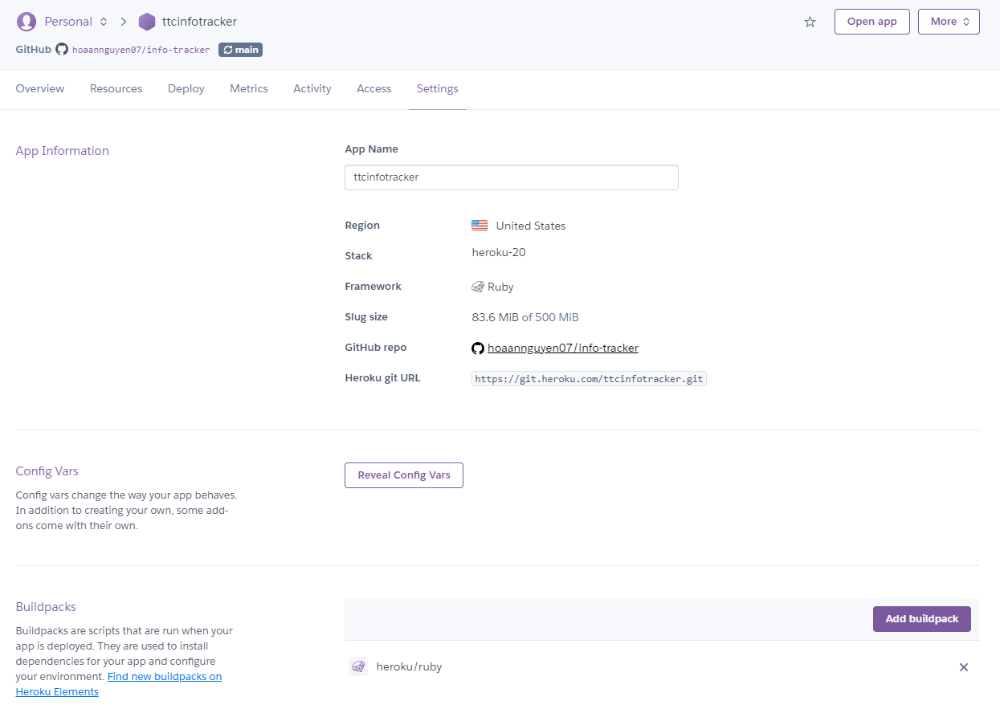 Personal ttcinfotracker
Open app
More
GitHub hoaannguyen07/info-tracker main
Overview Resources Deploy Metrics Activity Access Settings
App Information
App Name
ttcinfotracker
Region United States
Stack heroku-20
Framework Ruby
Slug size 83.6 MiB of 500 MiB
GitHub repo hoaannguyen07/info-tracker
Heroku git URL https://git.heroku.com/ttcinfotracker.git
Config Vars
Config vars change the way your app behaves.
In addition to creating your own, some add-
ons come with their own.
Reveal Config Vars
Buildpacks
Buildpacks are scripts that are run when your
app is deployed. They are used to install
dependencies for your app and configure
your environment. Find new buildpacks on
Heroku Elements
Add buildpack
heroku/ruby